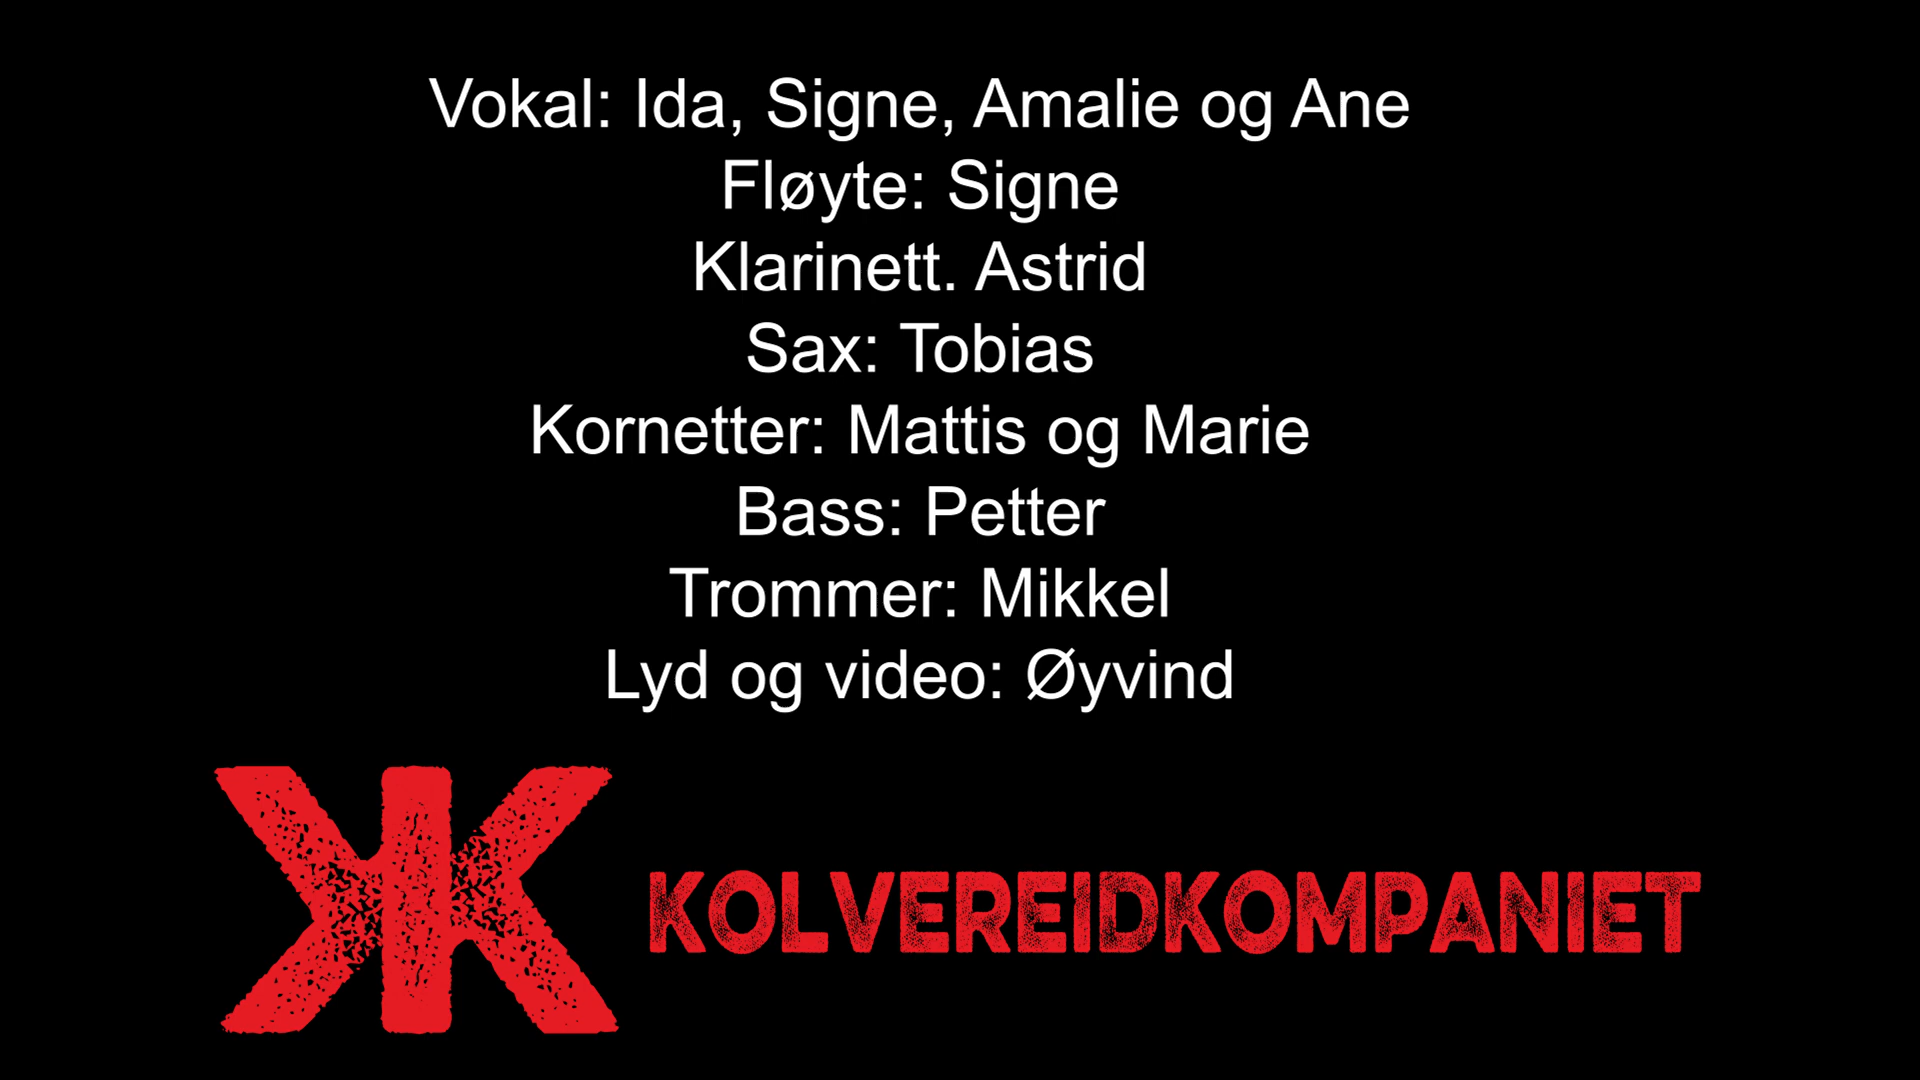 Vokal: Ida, Signe, Amalie og Ane
Fløyte: Signe
Klarinett. Astrid
Sax: Tobias
Kornetter: Mattis og Marie
Bass: Petter
Trommer: Mikkel
Lyd og video: Øyvind
KK KOLVEREIDKOMPANIET